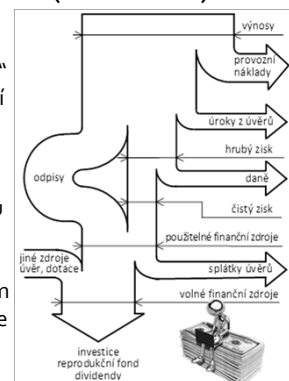 výnosy
provozní
náklady
úroky z úvěrů
hrubý zisk
odpisy
daně
čistý zisk
použitelné finanční zdroje
jiné zdroje
úvěr, dotace
splátky úvěrů
volné finanční zdroje
investice
reprodukční fond
dividendy